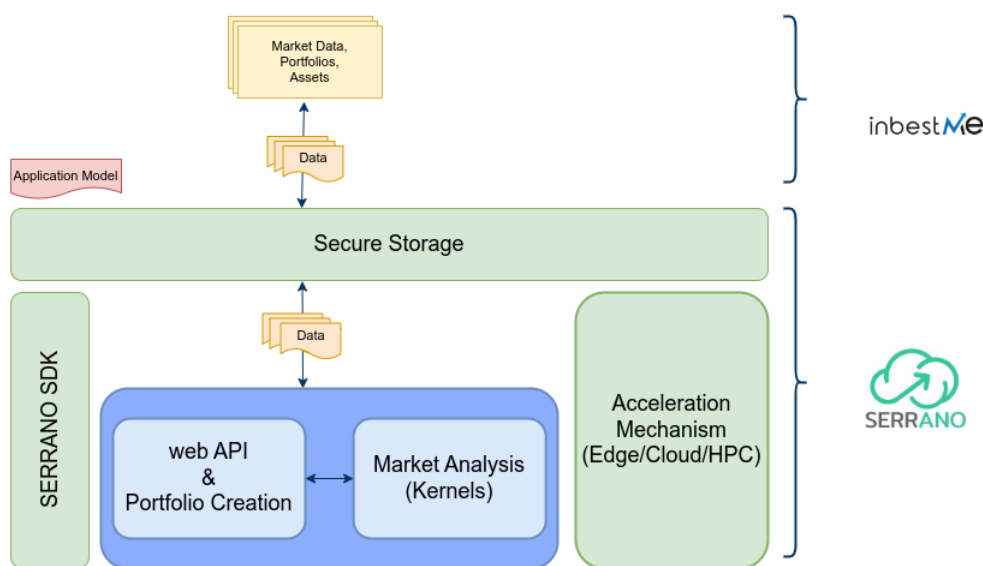 Market Data,
Portfolios,
Assets
inbestMe
Data
Application Model
Secure Storage
Data
SERRANO SDK
web API
&
Portfolio Creation
Market Analysis
(Kernels)
Acceleration
Mechanism
(Edge/Cloud/HPC)
SERRANO